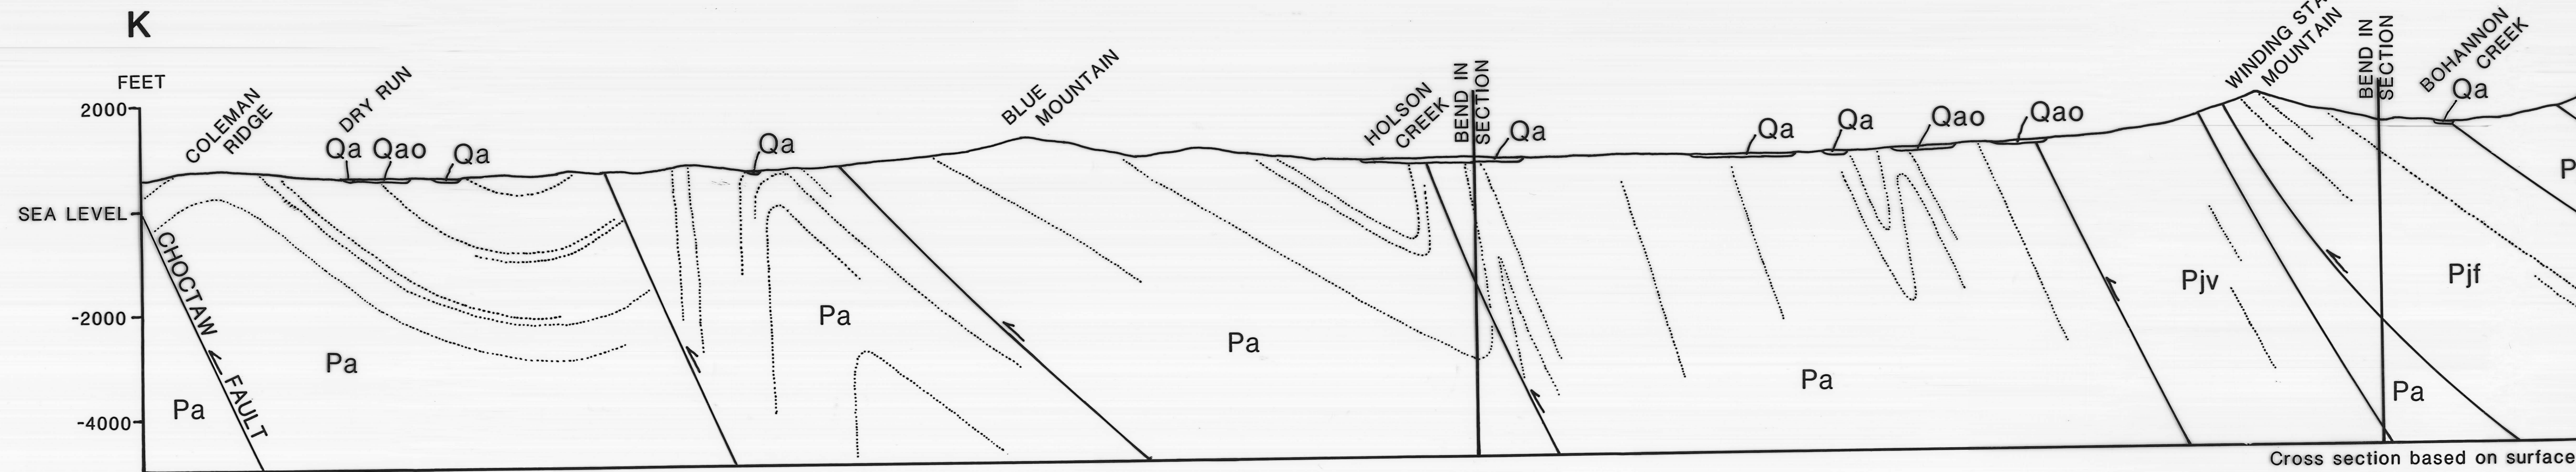 K
FEET
2000
SEA LEVEL
-2000
-4000
COLEMAN
RIDGE
DRY RUN
Qa
Qao
Qa
Qa
BLUE
MOUNTAIN
HOLSON
CREEK
BEND IN
SECTION
Qa
Qa
Qa
Qao
Qao
WINDING
MOUNTAIN
BEND IN
SECTION
BOHANNON
CREEK
Qa
CHOCTAW FAULT
Pa
Pa
Pa
Pa
Pa
Pjv
Pa
Pjf
Cross section based on surface